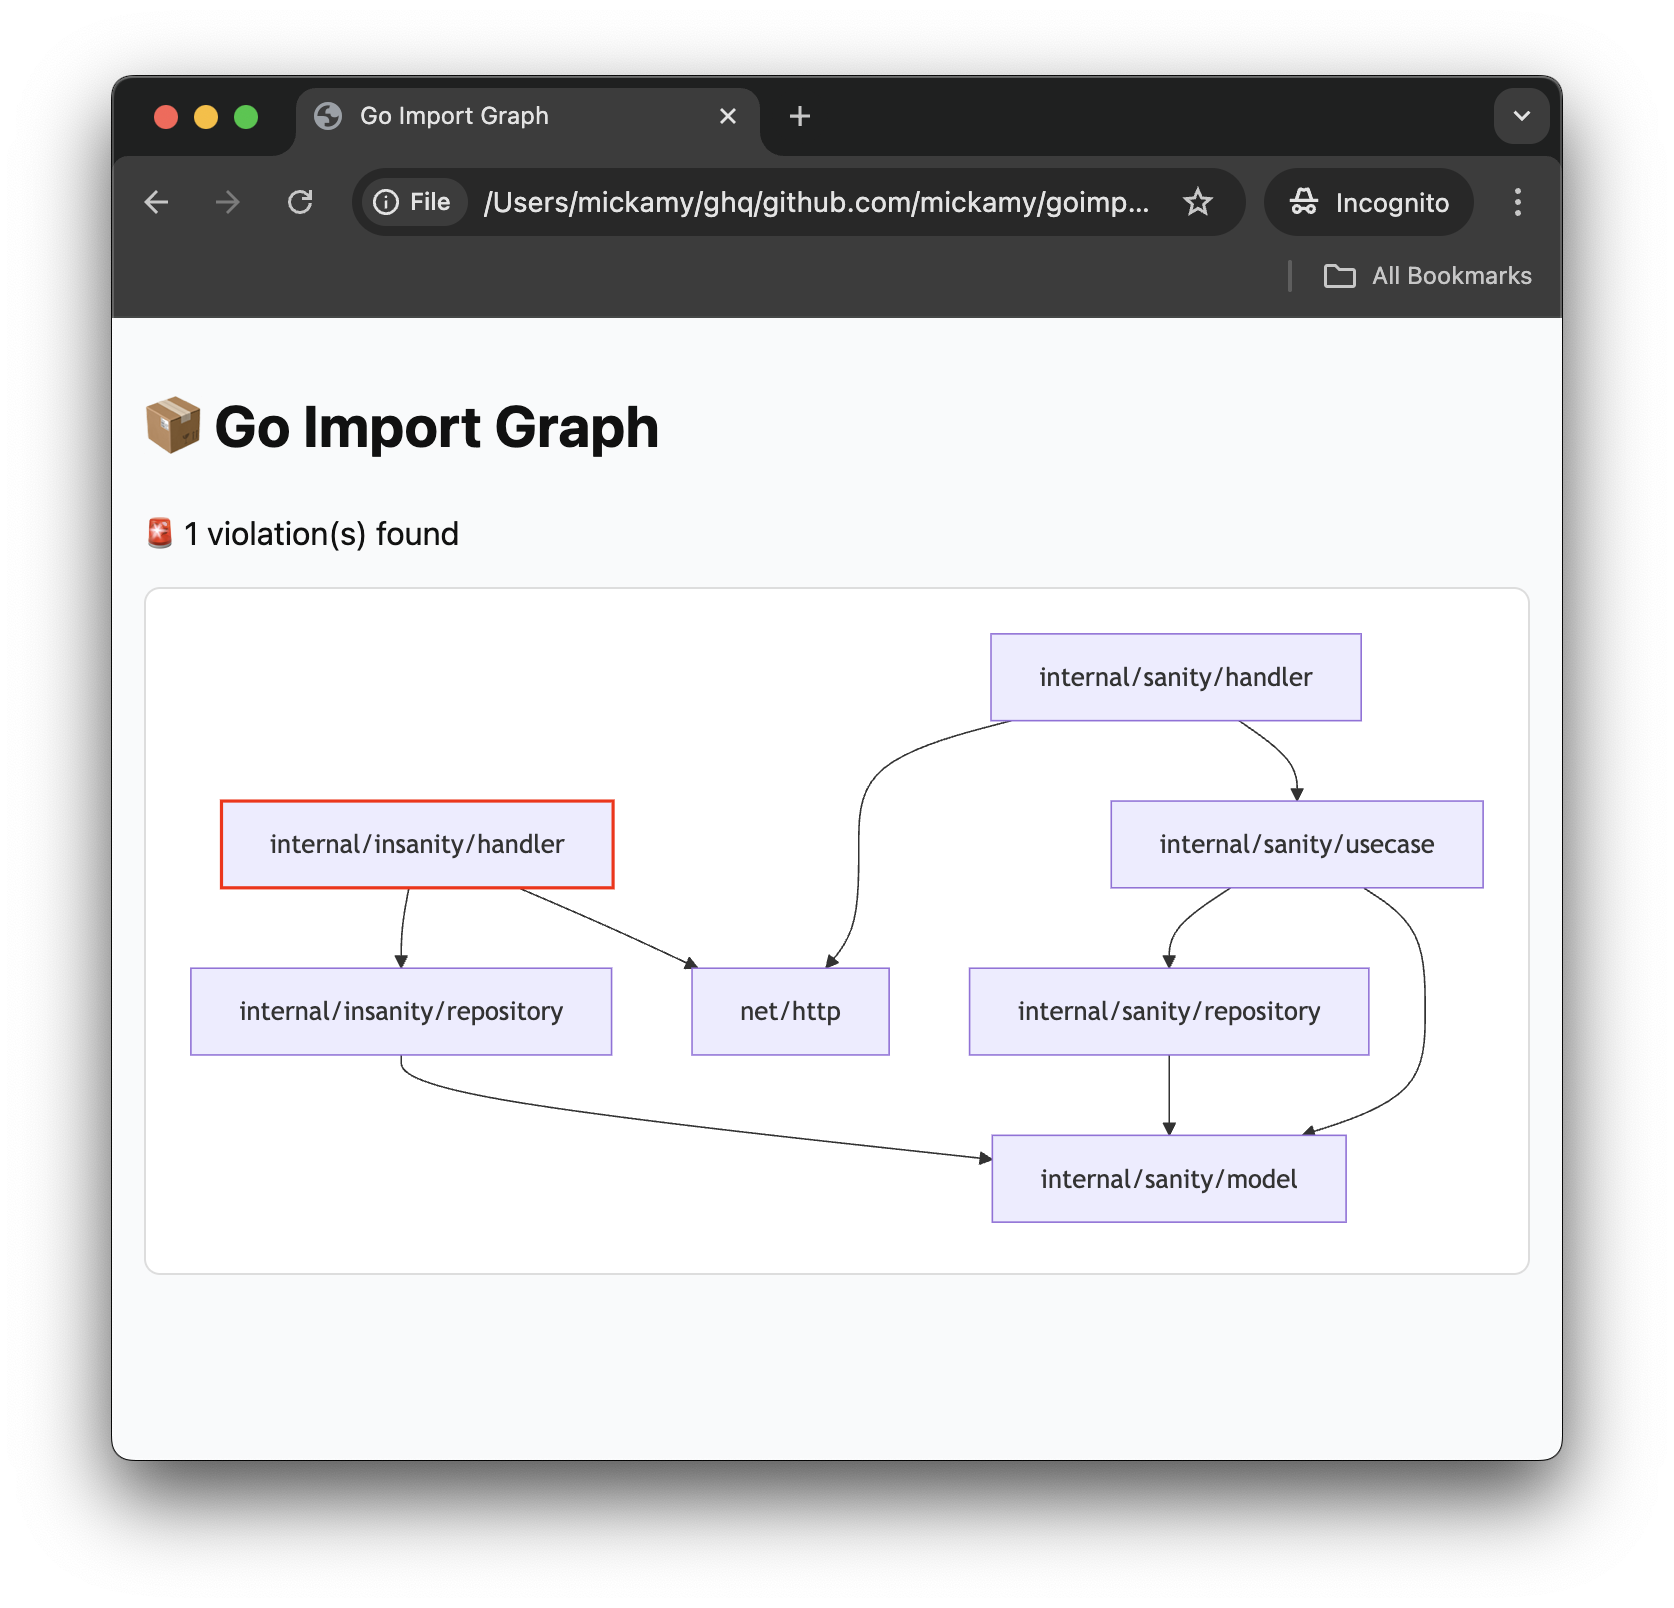 Go Import Graph
File
/Users/mickamy/ghq/github.com/mickamy/goimp...
Incognito
All Bookmarks
Go Import Graph
1 violation(s) found
internal/sanity/handler
internal/insanity/handler
internal/sanity/usecase
internal/insanity/repository
net/http
internal/sanity/repository
internal/sanity/model